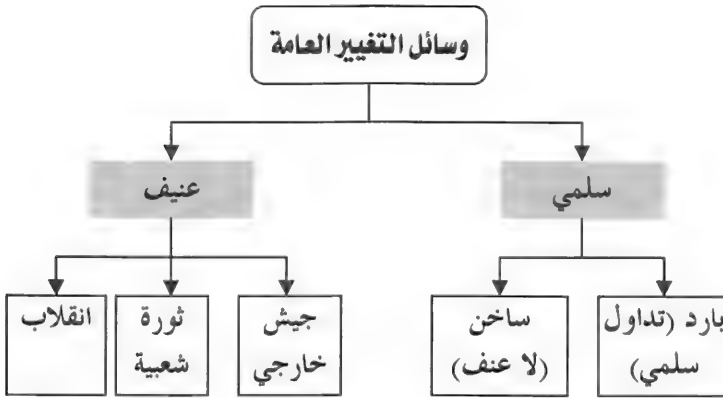 وسائل التغيير العامة
سلمي
عنيف
بارد (تداول
سلمي)
ساخن
(لا عنف)
جيش
خارجي
ثورة
شعبية
انقلاب